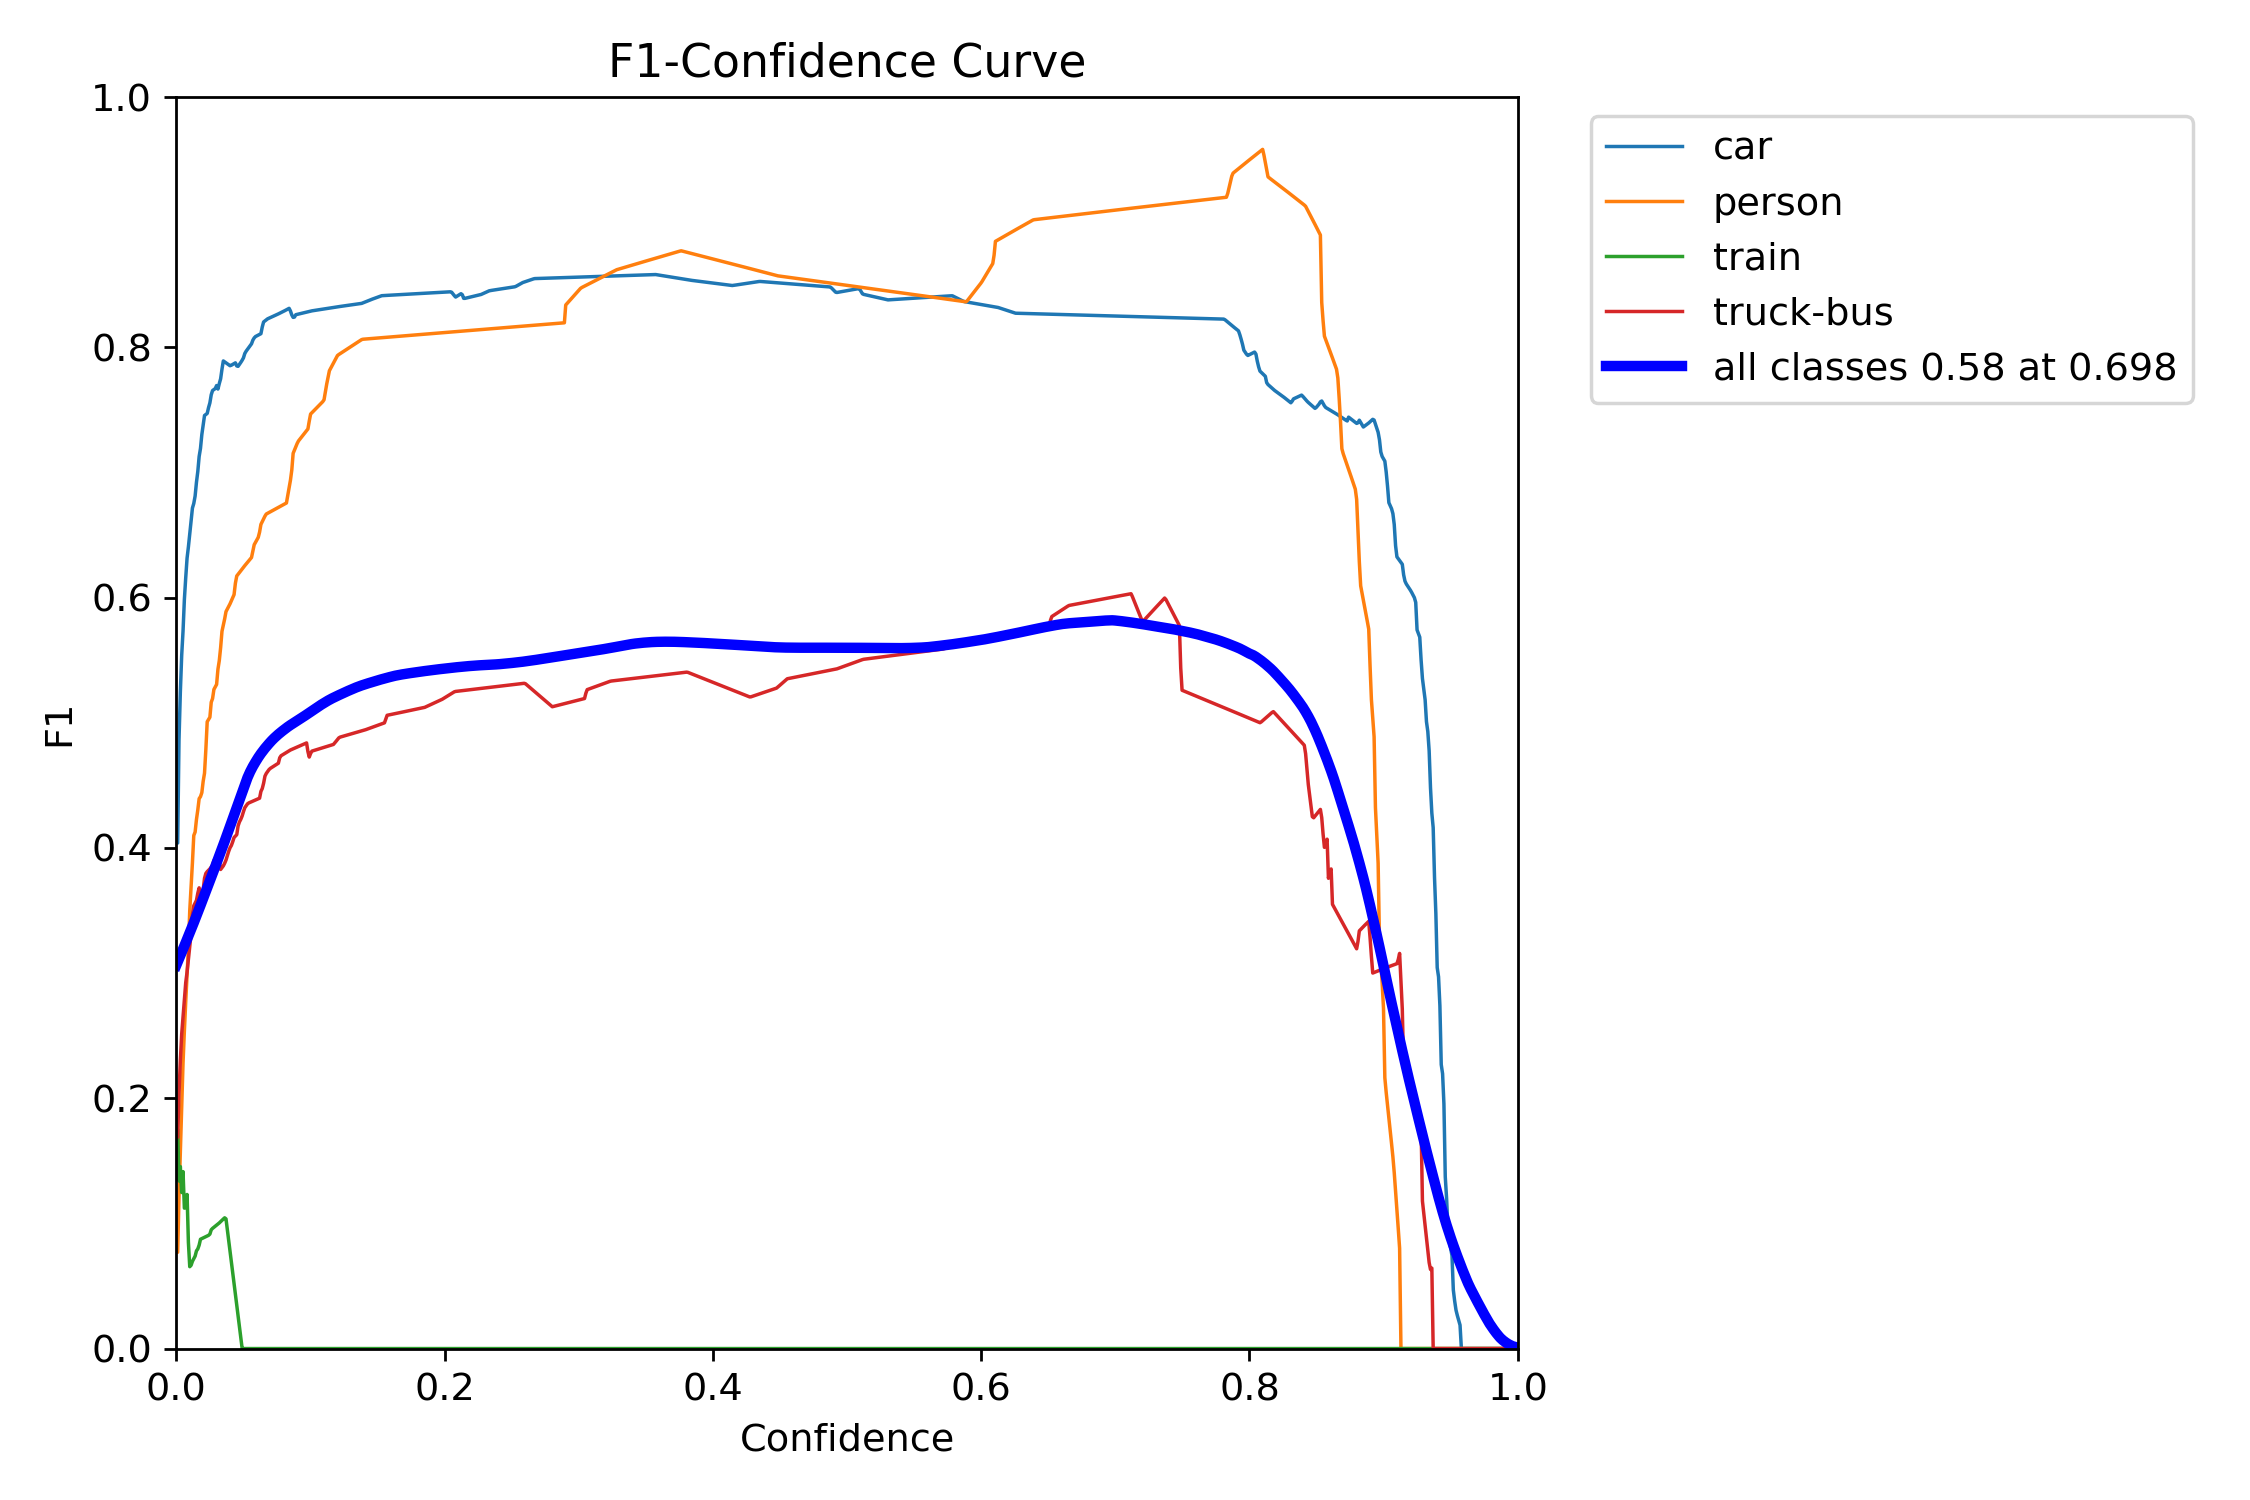 F1-Confidence Curve
1.0
0.8
0.6
0.4
0.2
0.0
F1
0.0 0.2 0.4 0.6 0.8 1.0
Confidence
car
person
train
truck-bus
all classes 0.58 at 0.698